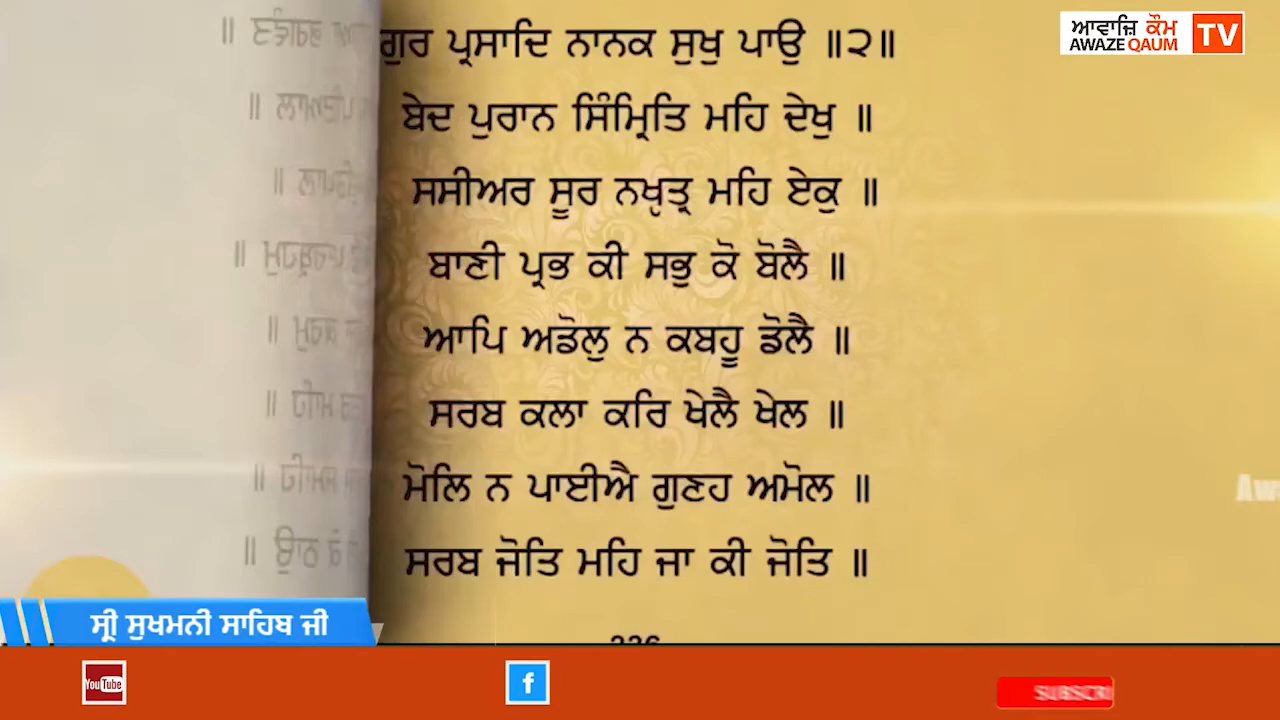 ਆਵਾਜ਼ਿ ਕੌਮ
AWAZE QAUM TV
ਗੁਰ ਪ੍ਰਸਾਦਿ ਨਾਨਕ ਸੁਖੁ ਪਾਉ ॥੨॥
ਬੇਦ ਪੁਰਾਨ ਸਿੰਮ੍ਰਿਤਿ ਮਹਿ ਦੇਖੁ ॥
ਸਸੀਅਰ ਸੂਰ ਨਖ੍ਯਤ੍ਰ ਮਹਿ ਏਕੁ ॥
ਬਾਣੀ ਪ੍ਰਭ ਕੀ ਸਭੁ ਕੋ ਬੋਲੈ ॥
ਆਪਿ ਅਡੋਲੁ ਨ ਕਬਹੂ ਡੋਲੈ ॥
ਸਰਬ ਕਲਾ ਕਰਿ ਖੇਲੈ ਖੇਲ ॥
ਮੋਲਿ ਨ ਪਾਈਐ ਗੁਣਹ ਅਮੋਲ ॥
ਸਰਬ ਜੋਤਿ ਮਹਿ ਜਾ ਕੀ ਜੋਤਿ ॥
ਸ੍ਰੀ ਸੁਖਮਨੀ ਸਾਹਿਬ ਜੀ
YouTube
f